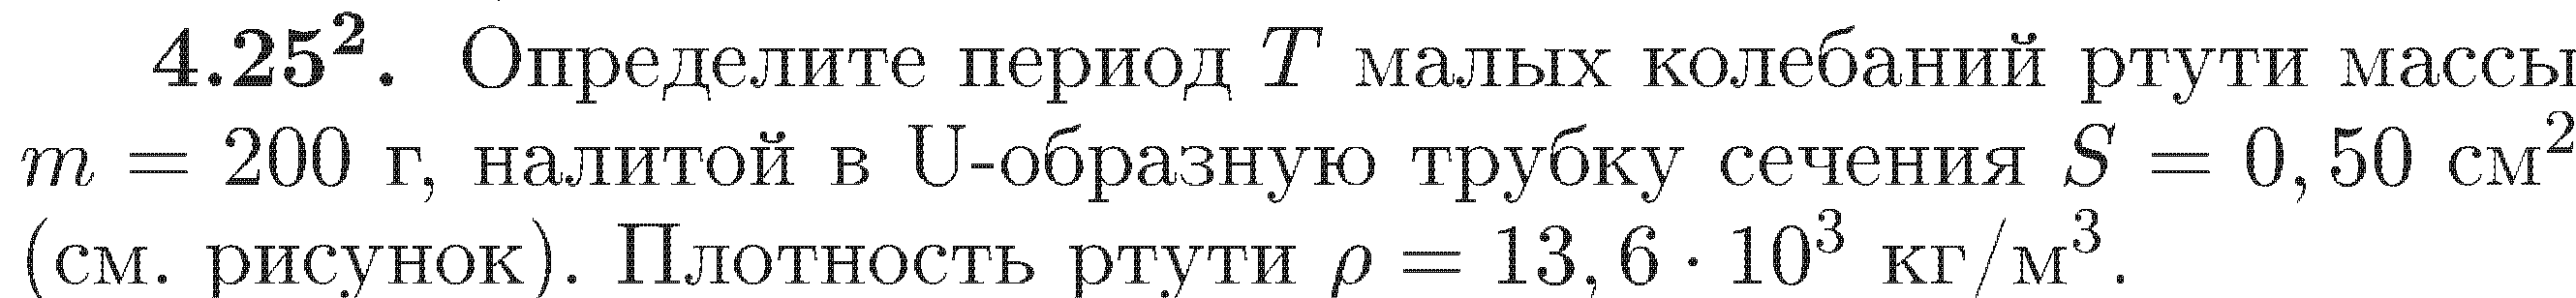 4.25². Определите период T малых колебаний ртути массы
m = 200 г, налитой в U-образную трубку сечения S = 0,50 см²
(см. рисунок). Плотность ртути ρ = 13,6 · 10³ кг/м³.